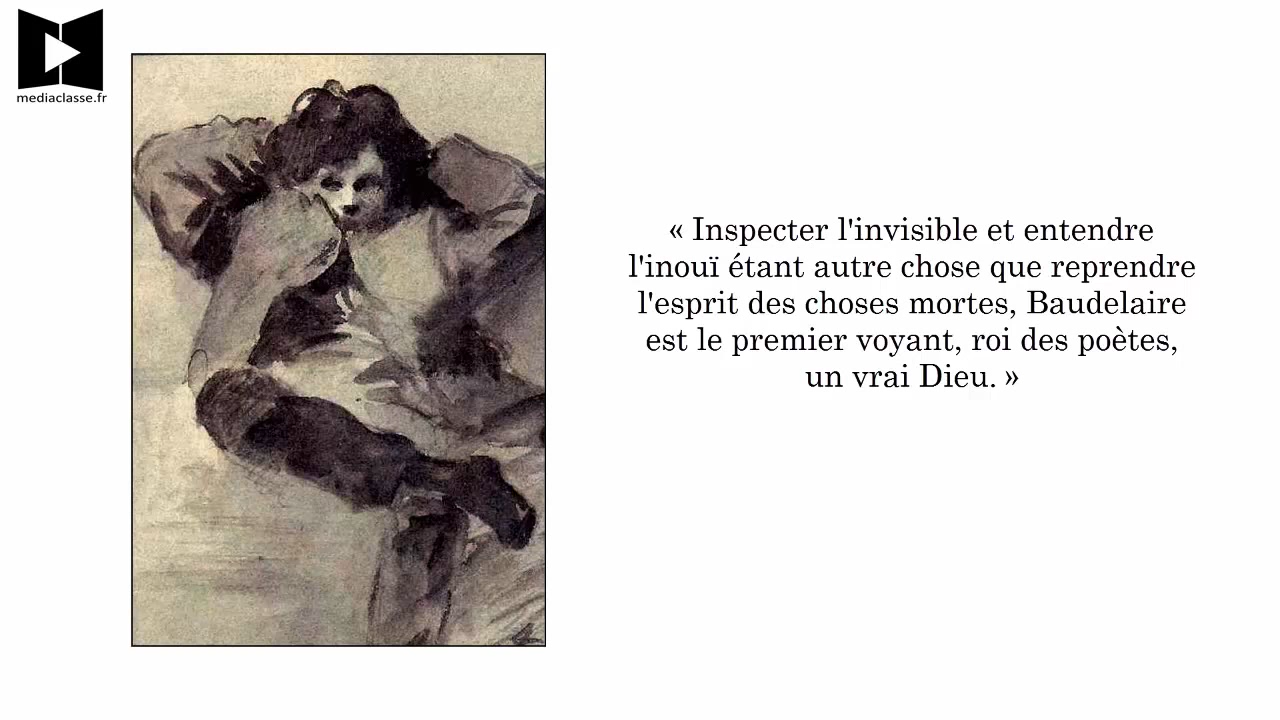 mediaclasse.fr
« Inspecter l'invisible et entendre
l'inouï étant autre chose que reprendre
l'esprit des choses mortes, Baudelaire
est le premier voyant, roi des poètes,
un vrai Dieu. »